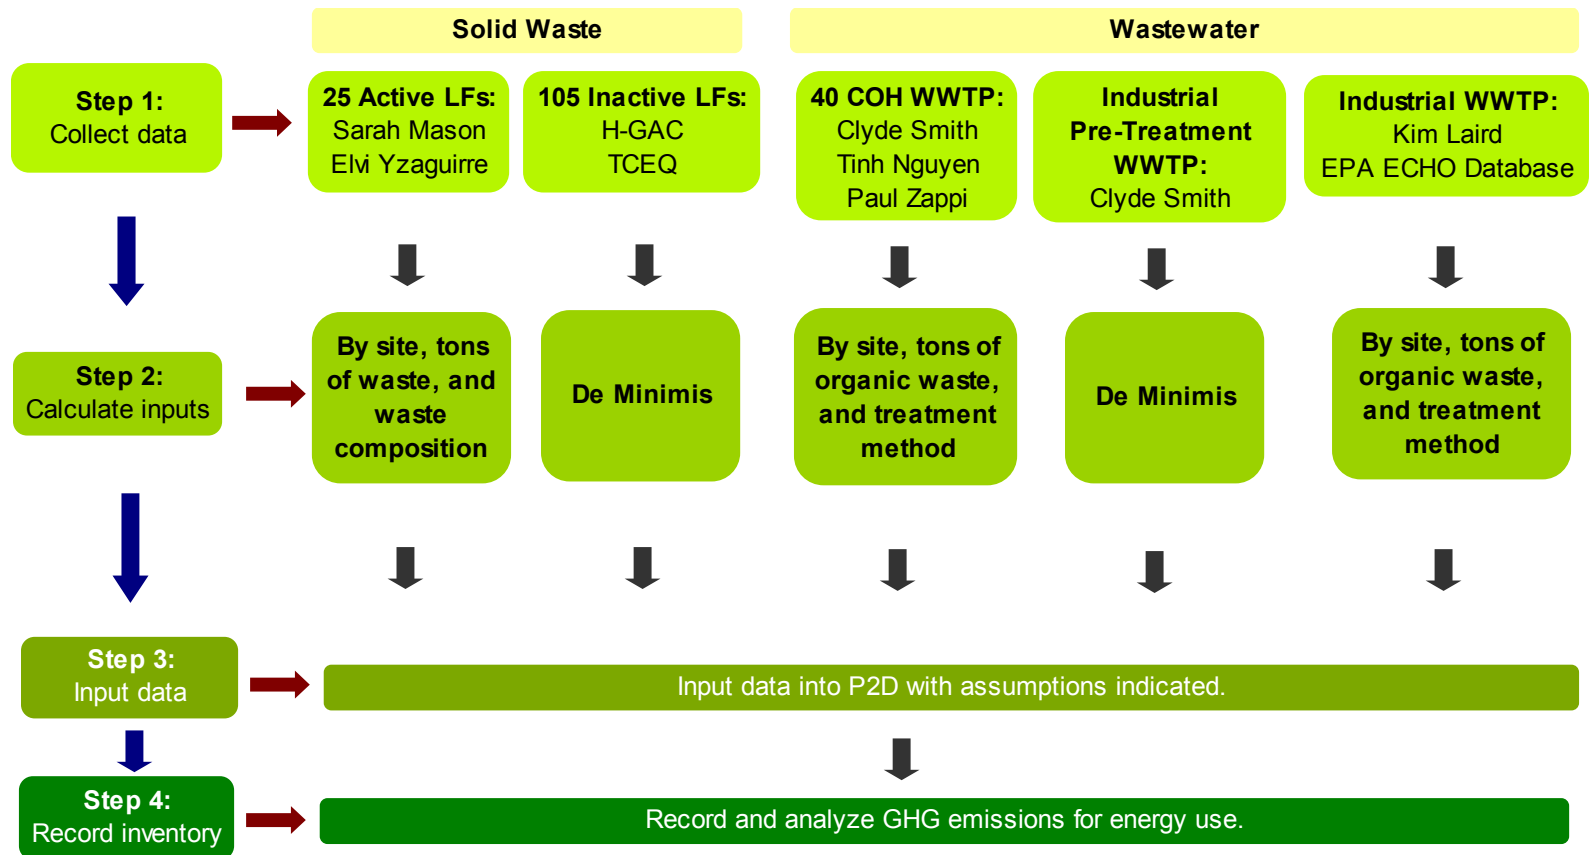 Solid Waste
Wastewater
Step 1:
Collect data
25 Active LFs:
Sarah Mason
Elvi Yzaguirre
105 Inactive LFs:
H-GAC
TCEQ
40 COH WWTP:
Clyde Smith
Tinh Nguyen
Paul Zappi
Industrial
Pre-Treatment
WWTP:
Clyde Smith
Industrial WWTP:
Kim Laird
EPA ECHO Database
Step 2:
Calculate inputs
By site, tons
of waste, and
waste
composition
De Minimis
By site, tons of
organic waste,
and treatment
method
De Minimis
By site, tons of
organic waste,
and treatment
method
Step 3:
Input data
Input data into P2D with assumptions indicated.
Step 4:
Record inventory
Record and analyze GHG emissions for energy use.